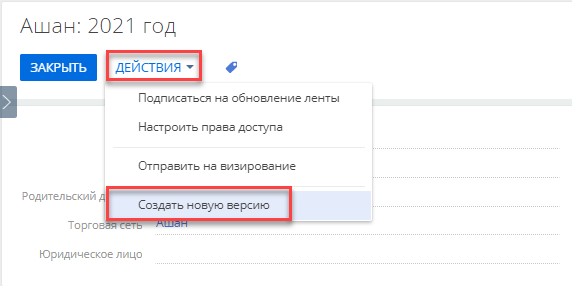 Ашан: 2021 год
ЗАКРЫТЬ ДЕЙСТВИЯ
Подписаться на обновление ленты
Настроить права доступа
Отправить на визирование
Создать новую версию
Родительский д
Торговая сеть Ашан
Юридическое лицо